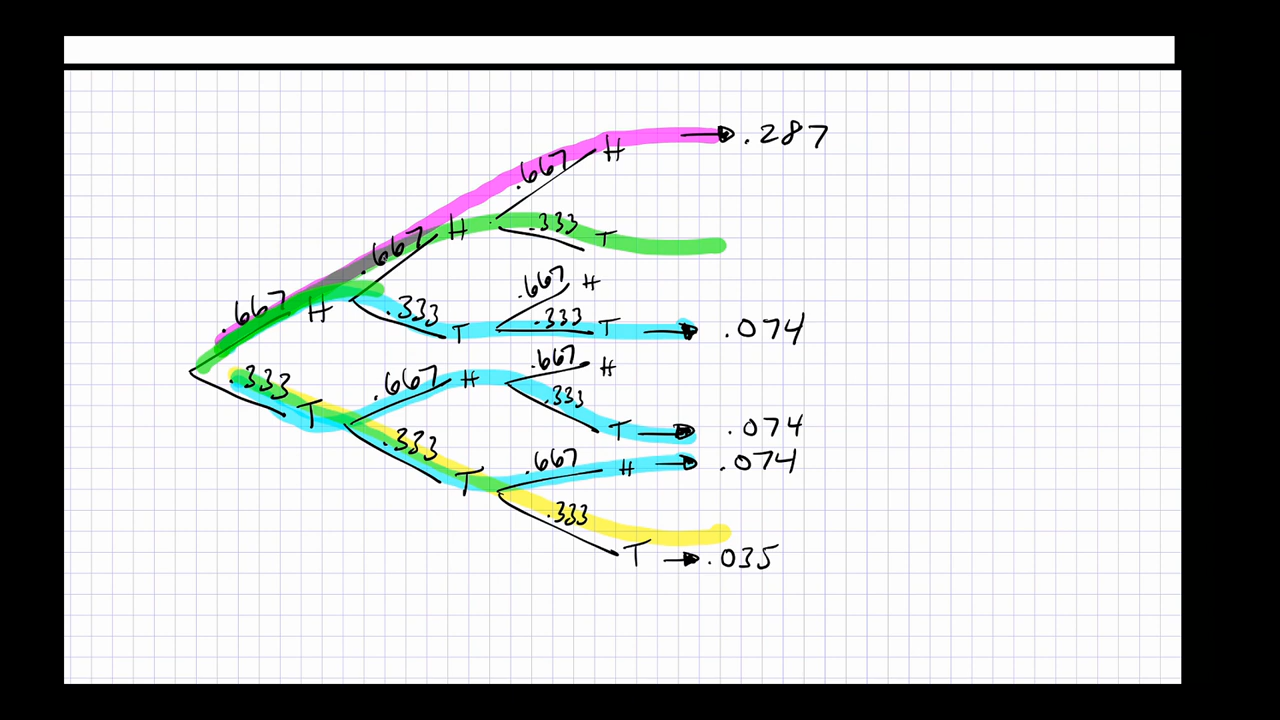 .667 H → .287
.667 H .333 T
.667 H
.667 H .333 T .333 T → .074
.667 H
.333 T .667 H .333 T → .074
.333 T .667 H → .074
.333
T → .035